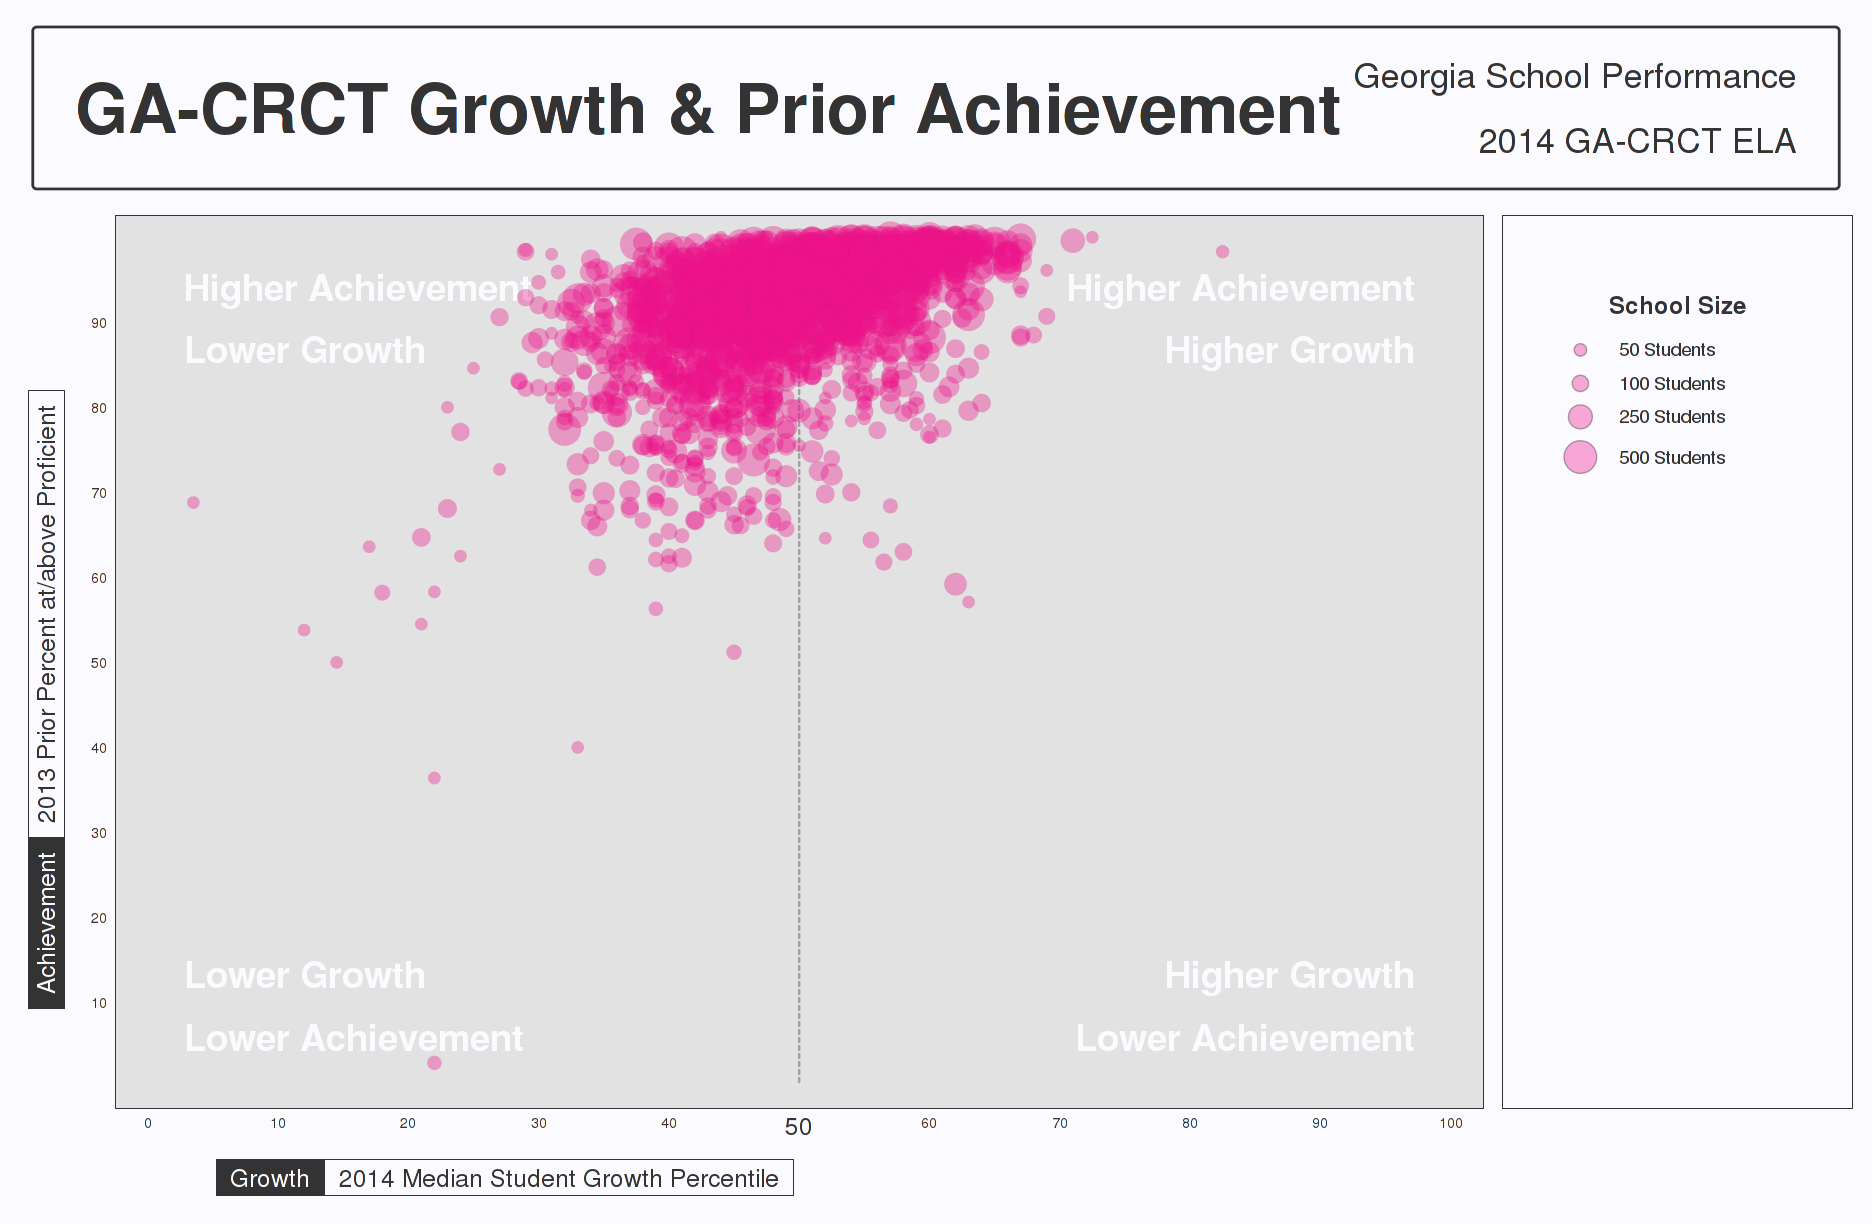 GA-CRCT Growth & Prior Achievement
Georgia School Performance
2014 GA-CRCT ELA
Higher Achievement
Lower Growth
Higher Achievement
Higher Growth
Lower Growth
Lower Achievement
Higher Growth
Lower Achievement
90
80
70
60
50
40
30
20
10
Achievement 2013 Prior Percent at/above Proficient
0 10 20 30 40 50 60 70 80 90 100
Growth 2014 Median Student Growth Percentile
School Size
50 Students
100 Students
250 Students
500 Students